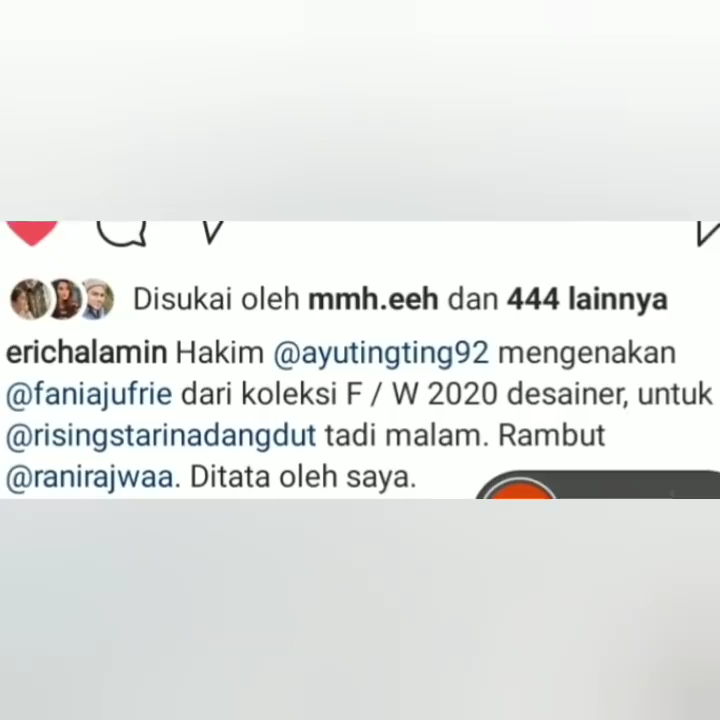 Disukai oleh mmh.eeh dan 444 lainnya
erichalamin Hakim @ayutingting92 mengenakan
@faniajufrie dari koleksi F / W 2020 desainer, untuk
@risingstarinadangdut tadi malam. Rambut
@ranirajwaa. Ditata oleh saya.